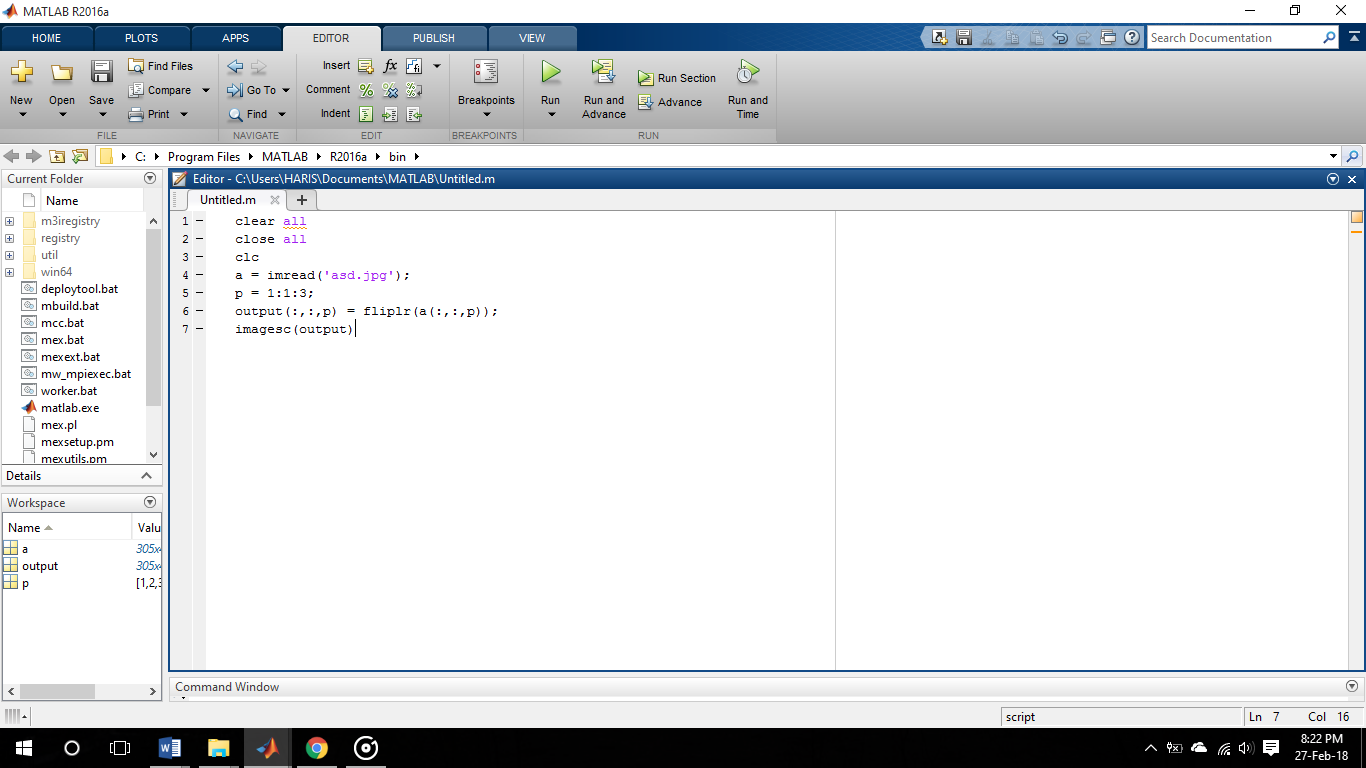 MATLAB R2016a
HOME PLOTS APPS EDITOR PUBLISH VIEW
Search Documentation
New Open Save
Find Files
Compare
Print
FILE
Go To
Find
NAVIGATE
Insert fx
Comment
Indent
EDIT
Breakpoints
BREAKPOINTS
Run
Run and Advance
Run Section
Advance
Run and Time
RUN
C: Program Files MATLAB R2016a bin
Current Folder
Name
m3iregistry
registry
util
win64
deploytool.bat
mbuild.bat
mcc.bat
mex.bat
mexext.bat
mw_mpiexec.bat
worker.bat
matlab.exe
mex.pl
mexsetup.pm
mexutils.pm
Details
Workspace
Name Valu
a 305x4
output 305x4
p [1,2,3
Editor - C:\Users\HARIS\Documents\MATLAB\Untitled.m
Untitled.m
1 clear all
2 close all
3 clc
4 a = imread('asd.jpg');
5 p = 1:1:3;
6 output(:,:,p) = fliplr(a(:,:,p));
7 imagesc(output)
Command Window
script Ln 7 Col 16
8:22 PM
27-Feb-18